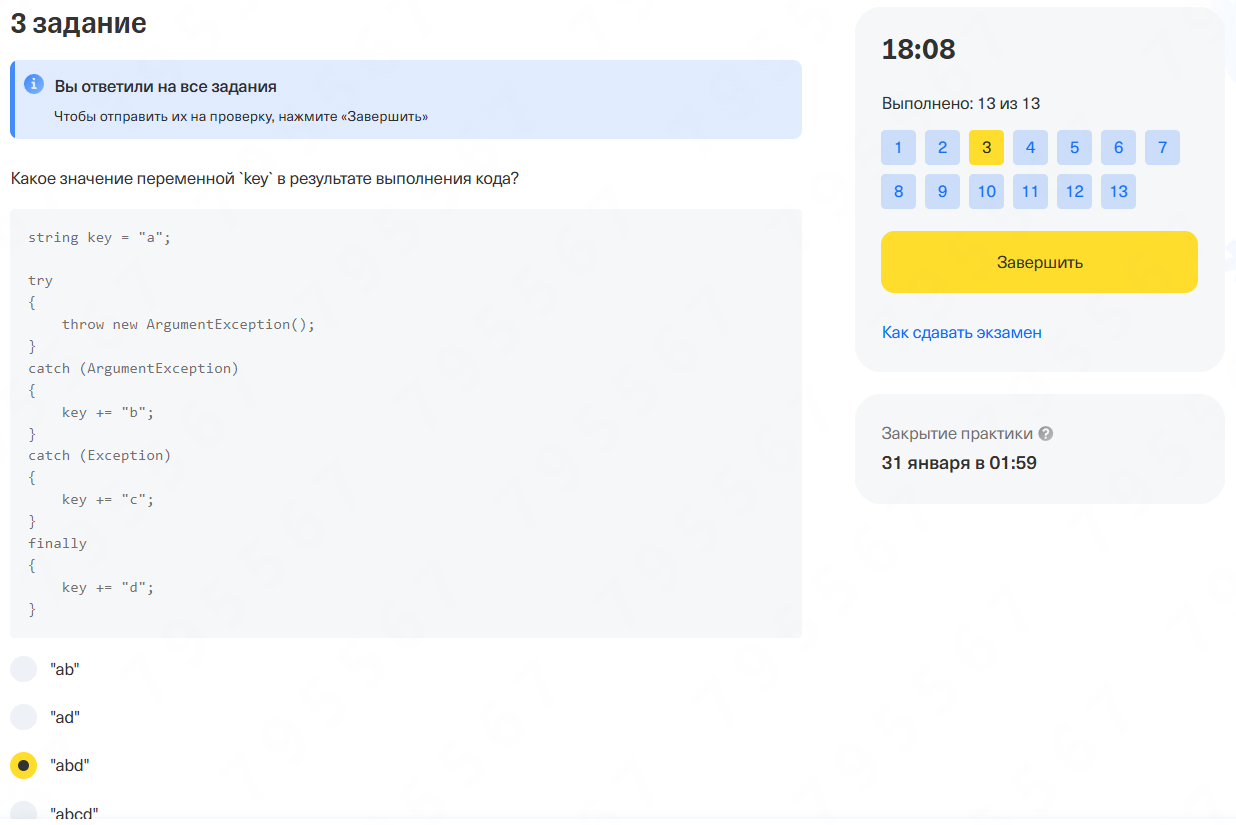 3 задание
Вы ответили на все задания
Чтобы отправить их на проверку, нажмите «Завершить»
Какое значение переменной `key` в результате выполнения кода?
string key = "a";
try
{
    throw new ArgumentException();
}
catch (ArgumentException)
{
    key += "b";
}
catch (Exception)
{
    key += "c";
}
finally
{
    key += "d";
}
"ab"
"ad"
"abd"
"abcd"
18:08
Выполнено: 13 из 13
1 2 3 4 5 6 7
8 9 10 11 12 13
Завершить
Как сдавать экзамен
Закрытие практики ?
31 января в 01:59